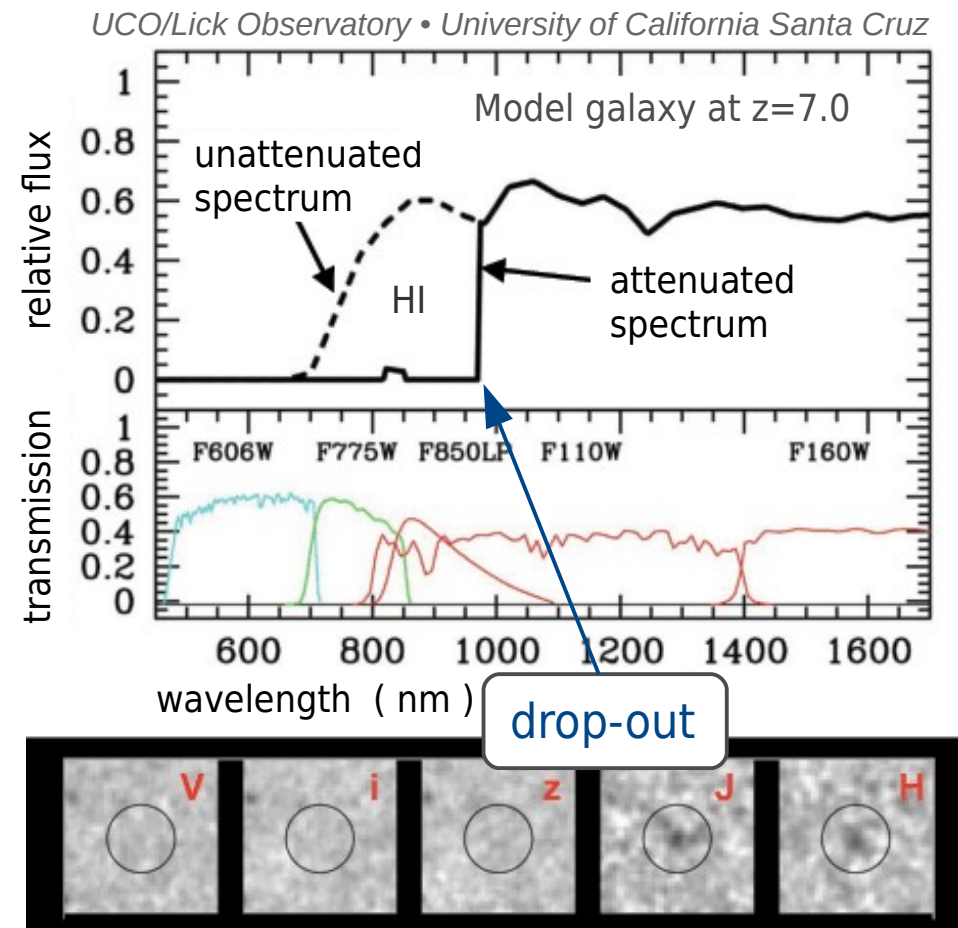 UCO/Lick Observatory • University of California Santa Cruz
1
0.8
0.6
0.4
0.2
0
relative flux
Model galaxy at z=7.0
unattenuated
spectrum
HI
attenuated
spectrum
1
0.8
0.6
0.4
0.2
0
transmission
F606W F775W F850LP F110W F160W
600 800 1000 1200 1400 1600
wavelength ( nm )
drop-out
V i z J H